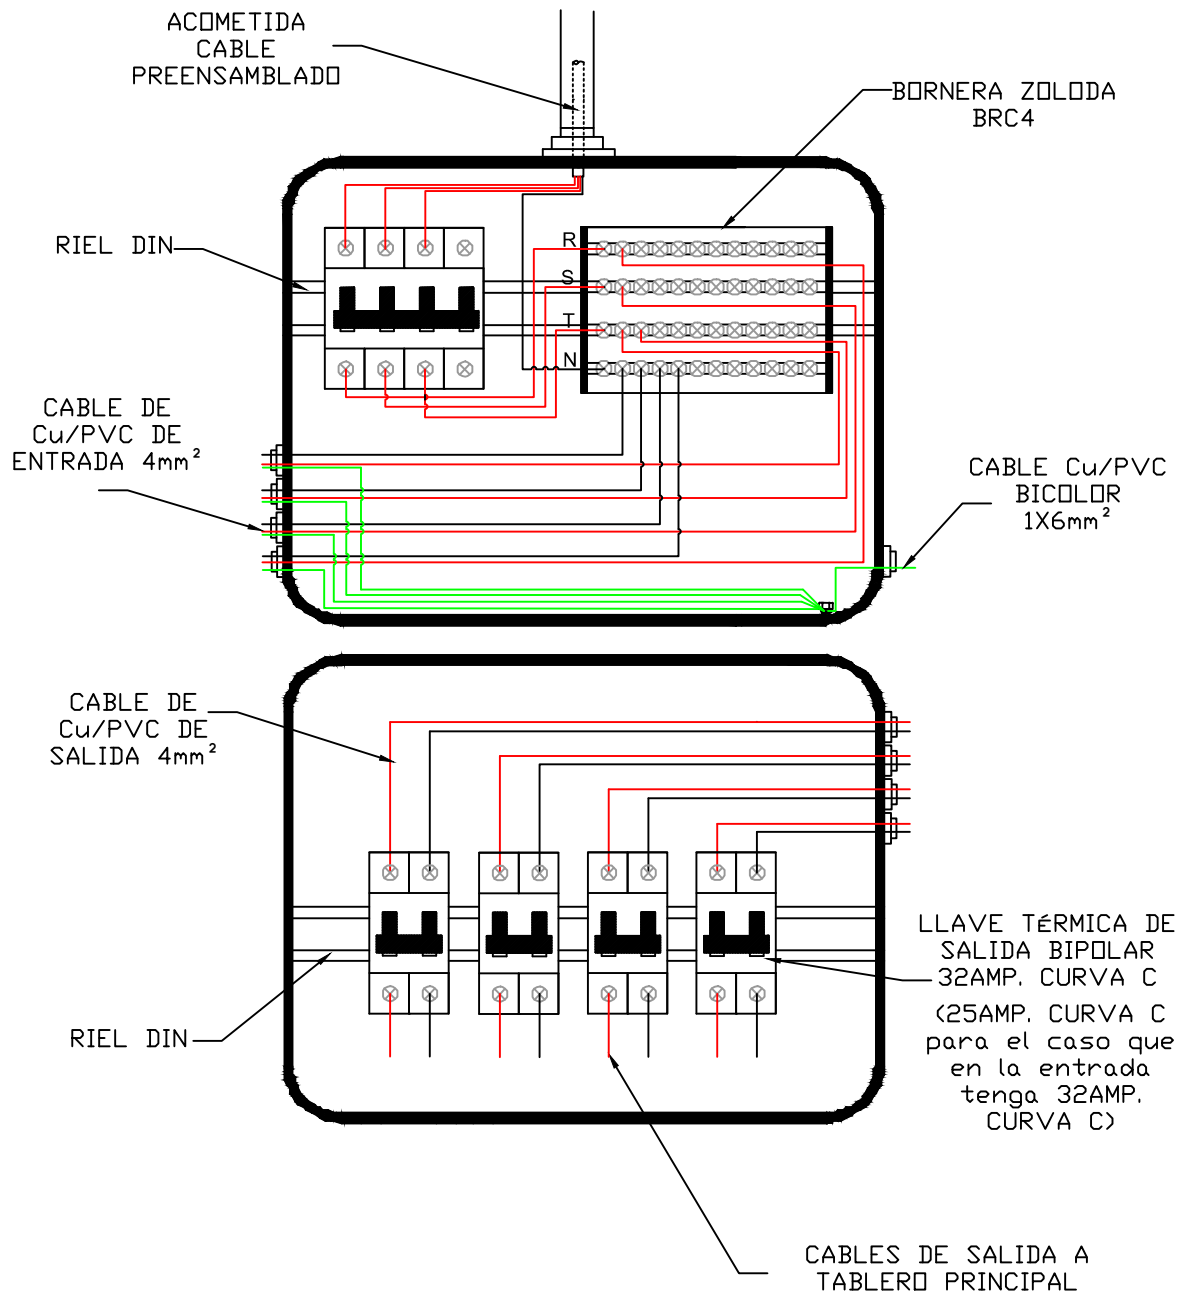 ACOMETIDA
CABLE
PREENSAMBLADO
BORNERA ZOLODA
BRC4
RIEL DIN
R
S
T
N
CABLE DE
Cu/PVC DE
ENTRADA 4mm²
CABLE Cu/PVC
BICOLOR
1X6mm²
CABLE DE
Cu/PVC DE
SALIDA 4mm²
LLAVE TéRMICA DE
SALIDA BIPOLAR
32AMP. CURVA C
(25AMP. CURVA C
para el caso que
en la entrada
tenga 32AMP.
CURVA C)
RIEL DIN
CABLES DE SALIDA A
TABLERO PRINCIPAL